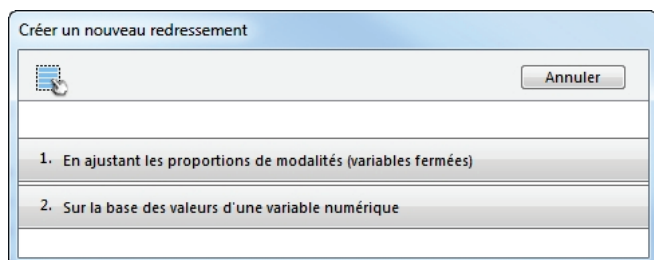 Créer un nouveau redressement
Annuler
1. En ajustant les proportions de modalités (variables fermées)
2. Sur la base des valeurs d'une variable numérique